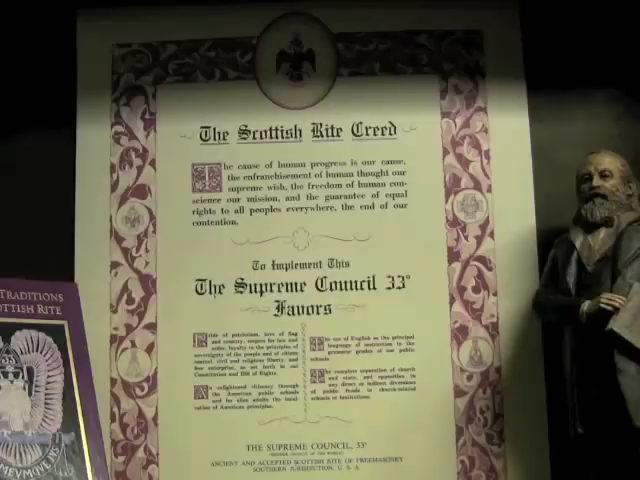 The Scottish Rite Creed
The cause of human progress is our cause,
the enfranchisement of human thought our
supreme wish, the freedom of human con-
science our mission, and the guarantee of equal
rights to all peoples everywhere, the end of our
contention.
To Implement This
The Supreme Council 33°
Favors
Pride of patriotism, love of flag
and country, respect for law and
order, loyalty to the principles of
sovereignty of the people and of citizen
control, civil and religious liberty, and
free enterprise, as set forth in our
Constitution and Bill of Rights.
An enlightened citizenry through
the American public schools
and for alien adults the
of American principles.
The use of English as the principal
language of instruction in the
grammar grades of our public
schools.
The complete separation of church
and state, and opposition to
any direct or indirect diversions
of public funds to church-related
schools or institutions.
THE SUPREME COUNCIL, 33°
(MOTHER COUNCIL OF THE WORLD)
ANCIENT AND ACCEPTED SCOTTISH RITE OF FREEMASONRY
SOUTHERN JURISDICTION, U. S. A.
TRADITIONS
SCOTTISH RITE
33